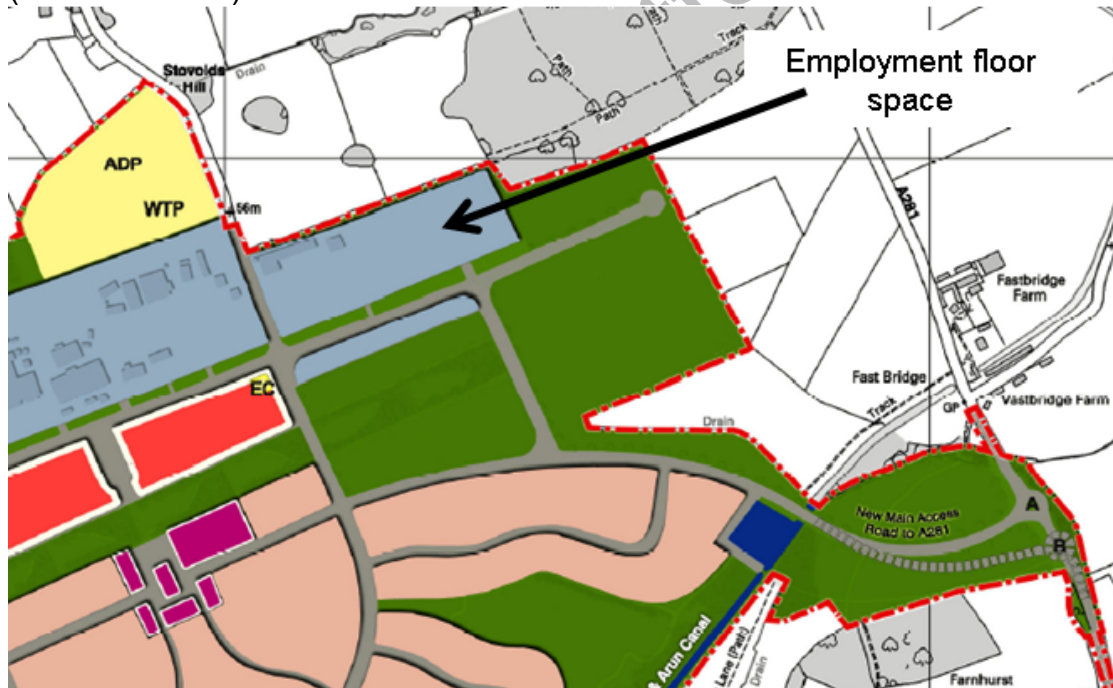 Stovolds
Hill
Drain
Path
Track
Path
Employment floor
space
ADP
WTP
56m
A281
Fastbridge
Farm
EC
Fast Bridge
Track
GP
Vastbridge Farm
Drain
New Main Access
Road to A281
A
B
& Arun Canal
Lane (Path)
Drain
Farnhurst